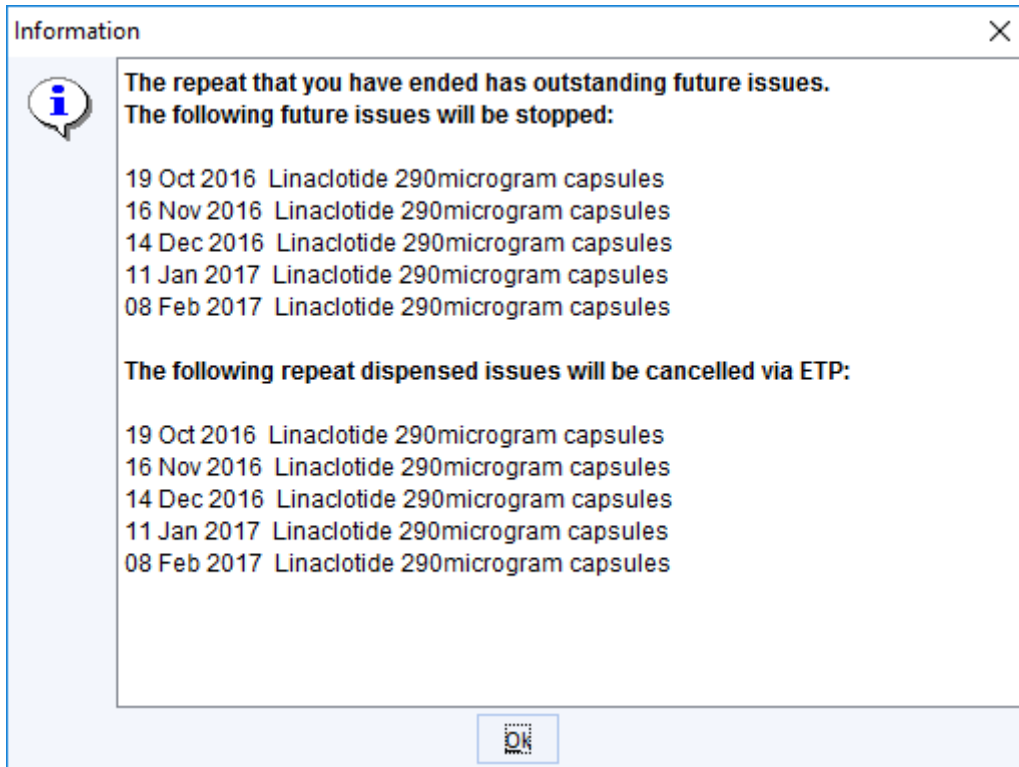 Information
The repeat that you have ended has outstanding future issues.
The following future issues will be stopped:
19 Oct 2016 Linaclotide 290microgram capsules
16 Nov 2016 Linaclotide 290microgram capsules
14 Dec 2016 Linaclotide 290microgram capsules
11 Jan 2017 Linaclotide 290microgram capsules
08 Feb 2017 Linaclotide 290microgram capsules
The following repeat dispensed issues will be cancelled via ETP:
19 Oct 2016 Linaclotide 290microgram capsules
16 Nov 2016 Linaclotide 290microgram capsules
14 Dec 2016 Linaclotide 290microgram capsules
11 Jan 2017 Linaclotide 290microgram capsules
08 Feb 2017 Linaclotide 290microgram capsules
Ok